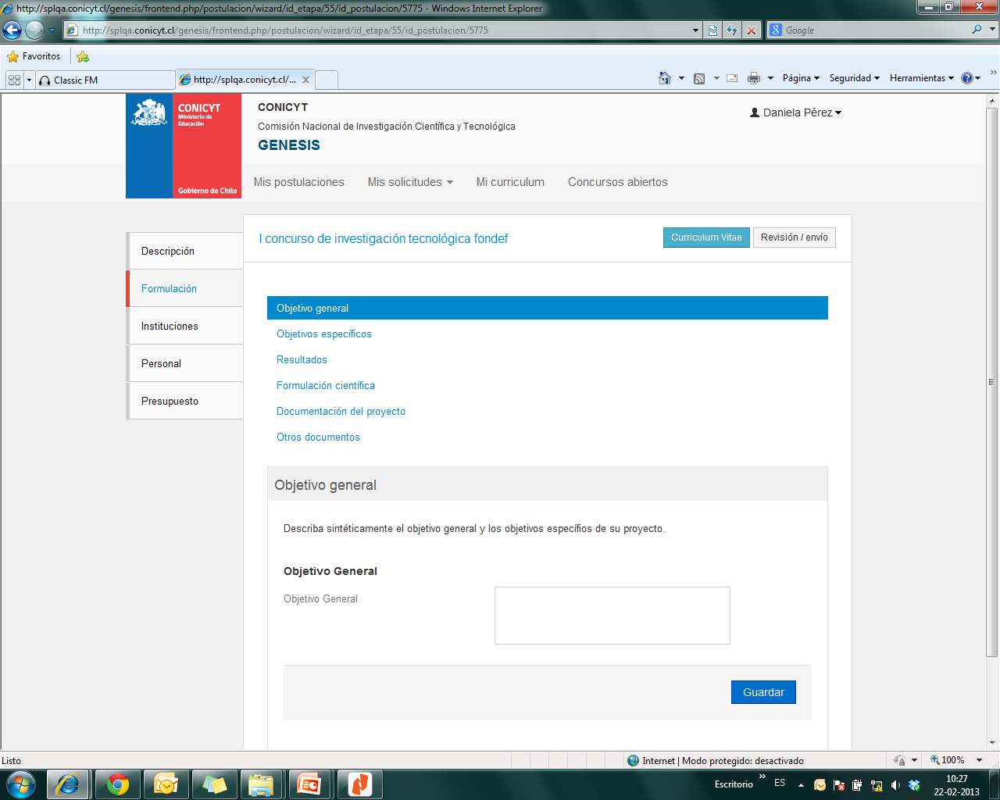 http://splqa.conicyt.cl/genesis/frontend.php/postulacion/wizard/id_etapa/55/id_postulacion/5775 - Windows Internet Explorer
http://splqa.conicyt.cl/genesis/frontend.php/postulacion/wizard/id_etapa/55/id_postulacion/5775
Google
Favoritos
Classic FM
http://splqa.conicyt.cl/...
Página
Seguridad
Herramientas
CONICYT
Ministerio de
Educación
Gobierno de Chile
CONICYT
Comisión Nacional de Investigación Científica y Tecnológica
GENESIS
Daniela Pérez
Mis postulaciones
Mis solicitudes
Mi curriculum
Concursos abiertos
Descripción
Formulación
Instituciones
Personal
Presupuesto
I concurso de investigación tecnológica fondef
Curriculum Vitae
Revisión / envío
Objetivo general
Objetivos específicos
Resultados
Formulación científica
Documentación del proyecto
Otros documentos
Objetivo general
Describa sintéticamente el objetivo general y los objetivos especifios de su proyecto.
Objetivo General
Objetivo General
Guardar
Listo
Internet | Modo protegido: desactivado
100%
Escritorio
ES
10:27
22-02-2013